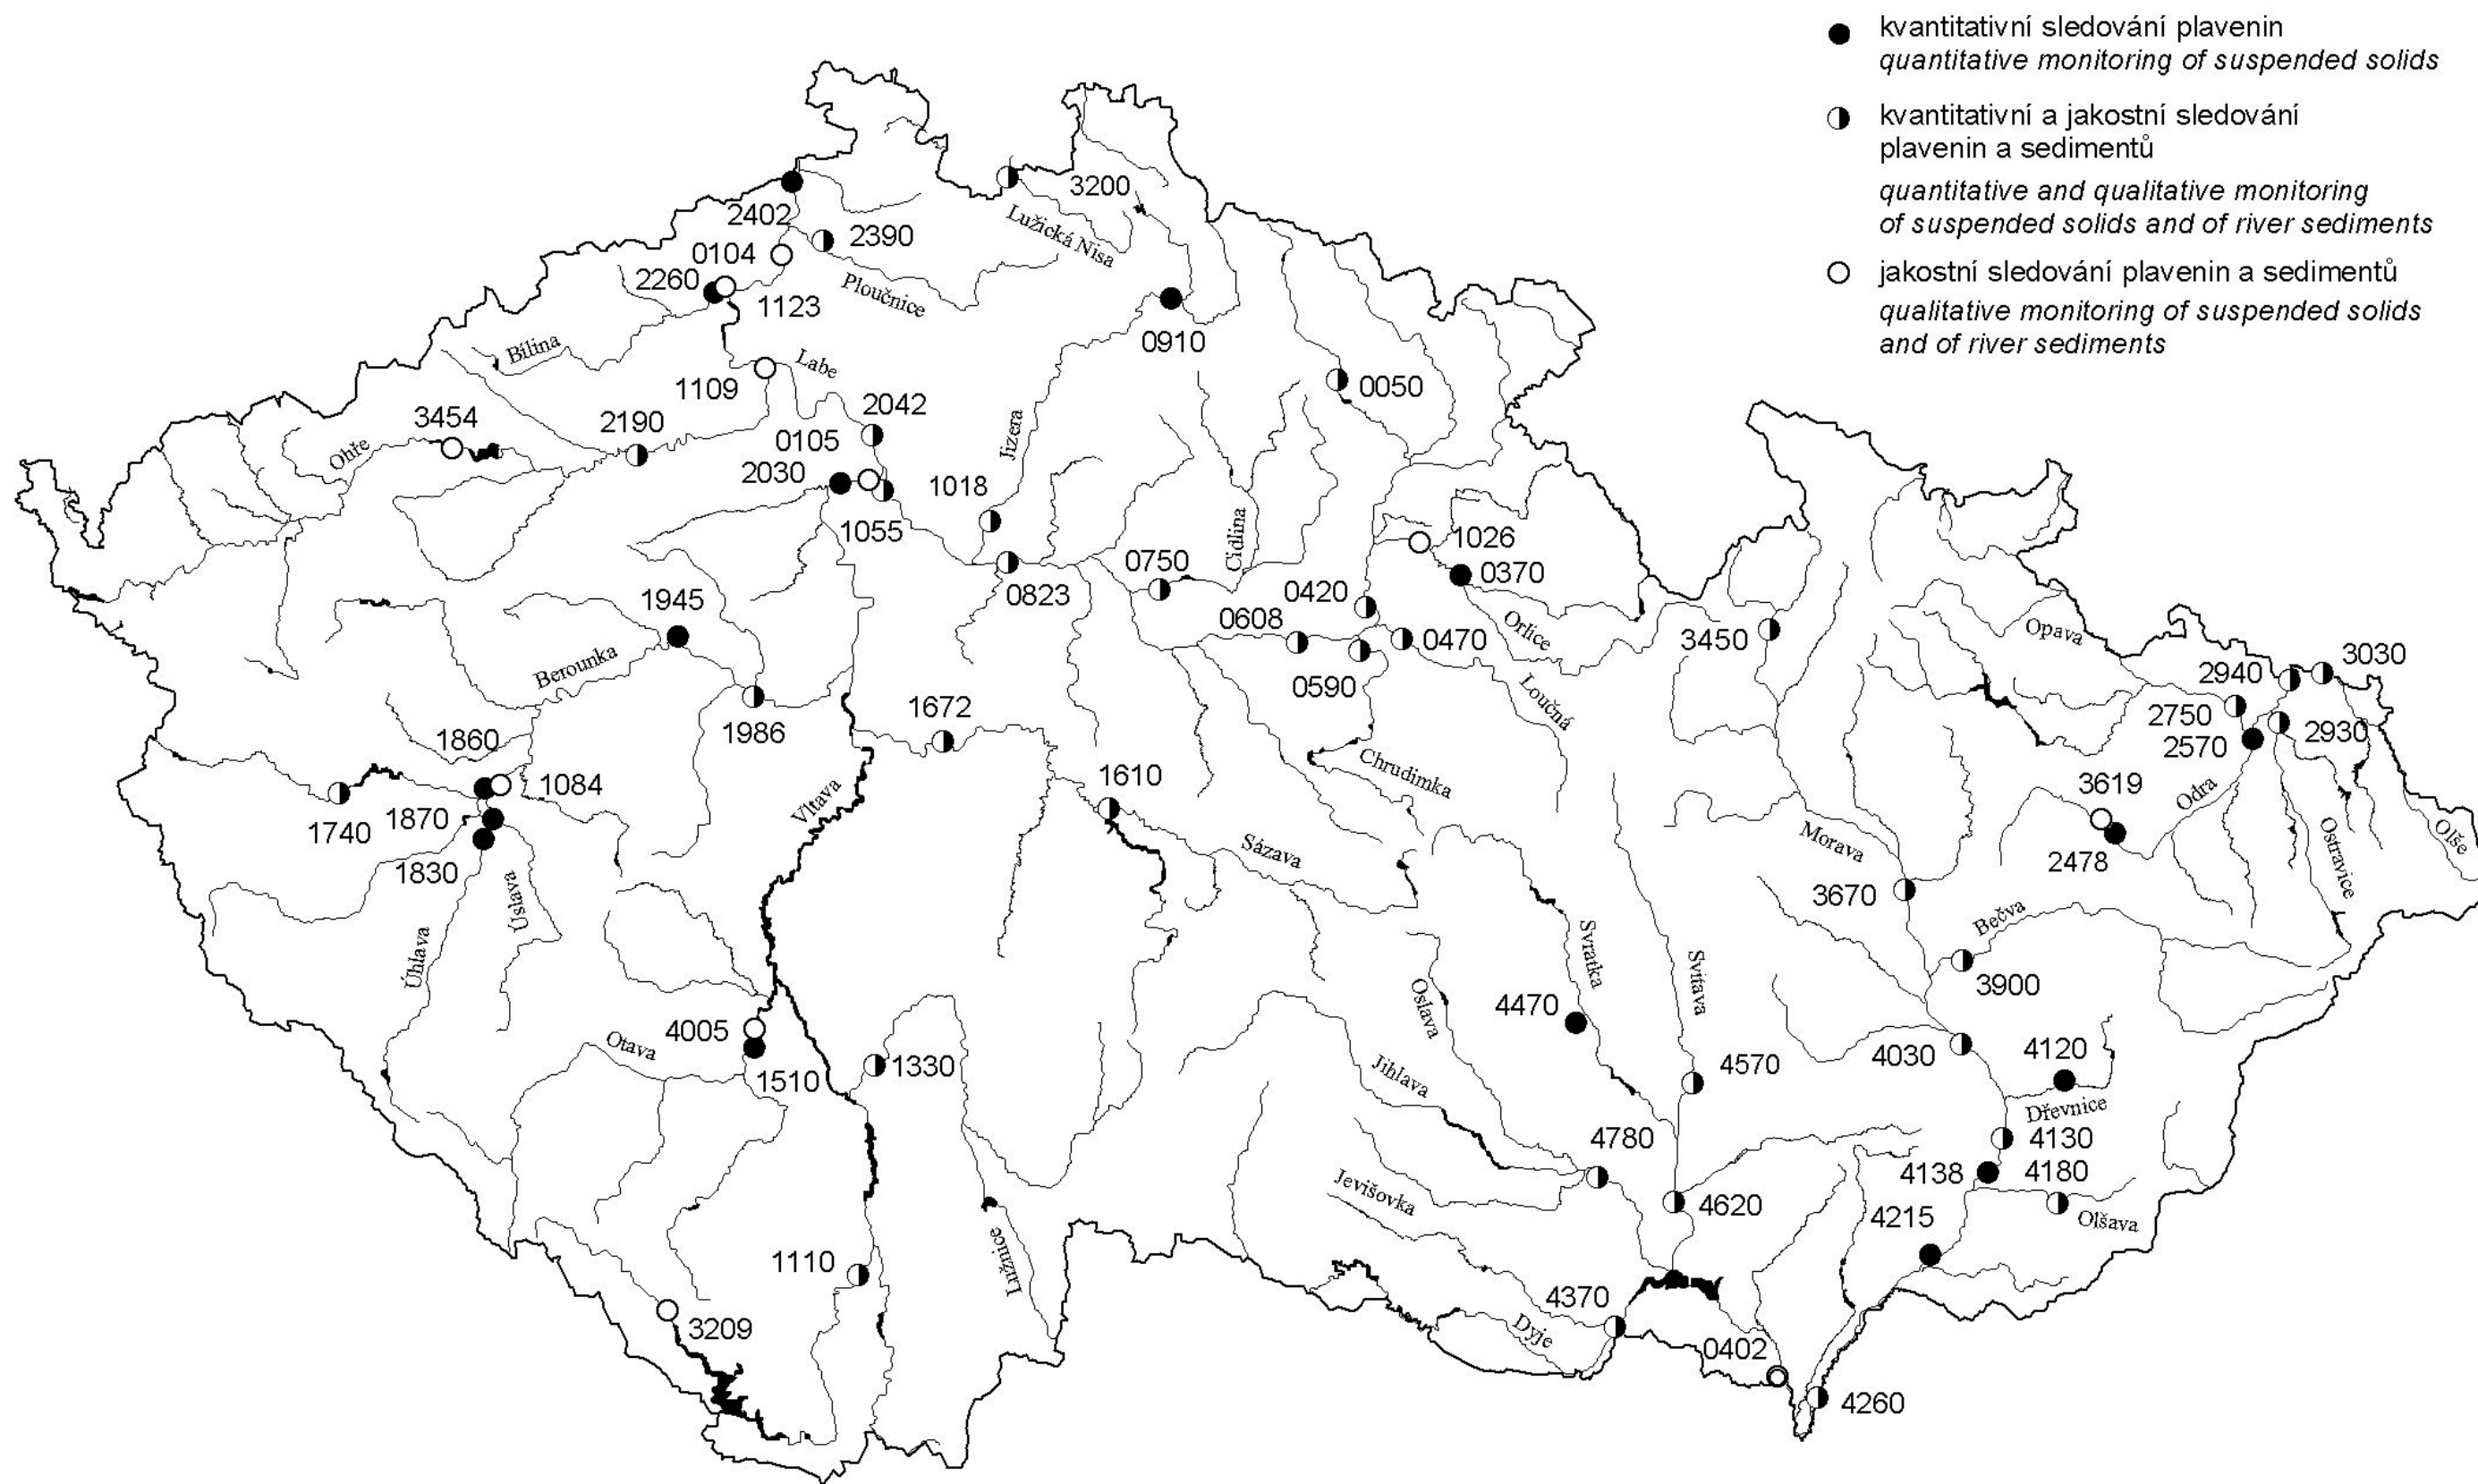 kvantitativní sledování plavenin
quantitative monitoring of suspended solids
kvantitativní a jakostní sledování
plavenin a sedimentů
quantitative and qualitative monitoring
of suspended solids and of river sediments
jakostní sledování plavenin a sedimentů
qualitative monitoring of suspended solids
and of river sediments
3200
2402
Lužická Nisa
2390
0104
2260
Ploučnice
1123
Bílina
0910
Labe
1109
0050
3454
2190
2042
0105
Jizera
Ohře
2030
1018
1055
Cidlina
1026
0750
0370
0823
1945
0420
0608
Orlice
3450
Opava
0470
Berounka
0590
3030
2940
Loučná
1672
2750
1986
1860
2570
2930
Chrudimka
1084
1610
Vltava
3619
Odra
1740
1870
Morava
Sázava
Olše
1830
2478
Ostravice
Úslava
3670
Bečva
Úhlava
Svratka
Svitava
3900
Oslava
4470
4005
Otava
4030
4120
1330
4570
1510
Jihlava
Dřevnice
4780
4130
4138
4180
Jevišovka
4620
4215
Olšava
Lužnice
1110
4370
3209
Dyje
0402
4260